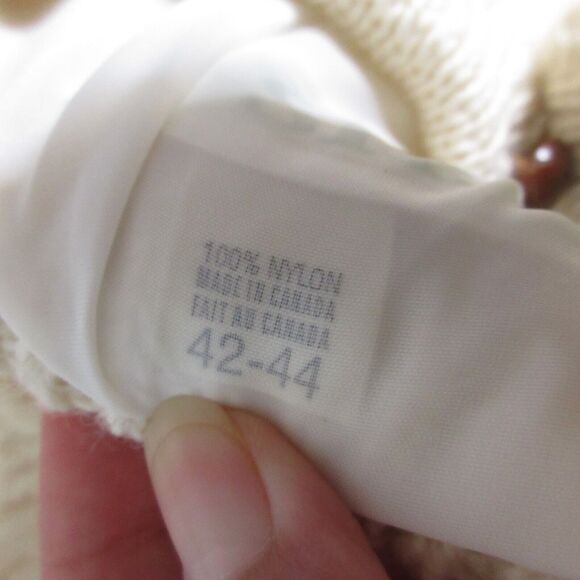 100% NYLON
MADE IN CANADA
FAIT AU CANADA
42-44